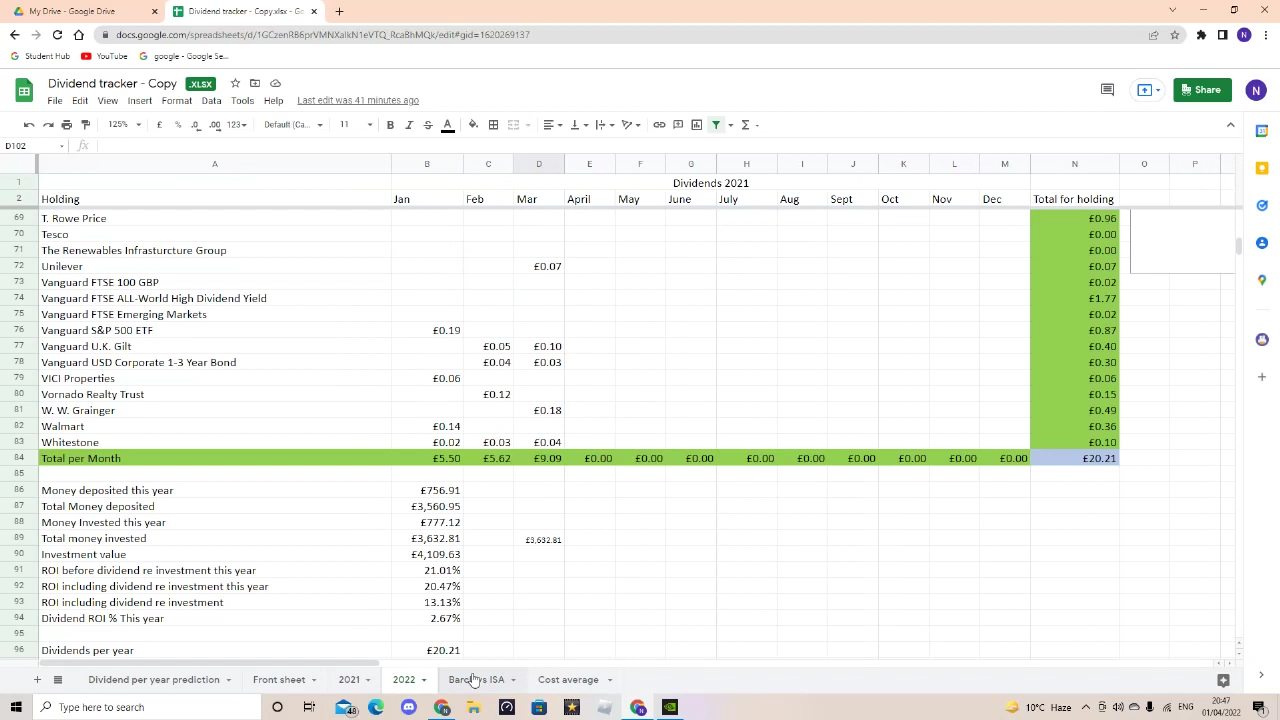 My Drive - Google Drive
Dividend tracker - Copy.xlsx - Go
docs.google.com/spreadsheets/d/1GCzenRB6prVMNXalkN1eVTQ_RcaBhMQk/edit#gid=1620269137
N
Student Hub YouTube google - Google Se...
Dividend tracker - Copy .XLSX
File Edit View Insert Format Data Tools Help Last edit was 41 minutes ago
Share N
125% £ % .0 .00 123 Default (Ca... 11 B I S A
D102 fx
A B C D E F G H I J K L M N O P
1 Dividends 2021
2 Holding Jan Feb Mar April May June July Aug Sept Oct Nov Dec Total for holding
69 T. Rowe Price £0.96
70 Tesco £0.00
71 The Renewables Infrasturcture Group £0.00
72 Unilever £0.07 £0.07
73 Vanguard FTSE 100 GBP £0.02
74 Vanguard FTSE ALL-World High Dividend Yield £1.77
75 Vanguard FTSE Emerging Markets £0.02
76 Vanguard S&P 500 ETF £0.19 £0.87
77 Vanguard U.K. Gilt £0.05 £0.10 £0.40
78 Vanguard USD Corporate 1-3 Year Bond £0.04 £0.03 £0.30
79 VICI Properties £0.06 £0.06
80 Vornado Realty Trust £0.12 £0.15
81 W. W. Grainger £0.18 £0.49
82 Walmart £0.14 £0.36
83 Whitestone £0.02 £0.03 £0.04 £0.10
84 Total per Month £5.50 £5.62 £9.09 £0.00 £0.00 £0.00 £0.00 £0.00 £0.00 £0.00 £0.00 £0.00 £20.21
85
86 Money deposited this year £756.91
87 Total Money deposited £3,560.95
88 Money Invested this year £777.12
89 Total money invested £3,632.81 £3,632.81
90 Investment value £4,109.63
91 ROI before dividend re investment this year 21.01%
92 ROI including dividend re investment this year 20.47%
93 ROI including dividend re investment 13.13%
94 Dividend ROI % This year 2.67%
95
96 Dividends per year £20.21
Dividend per year prediction Front sheet 2021 2022 Barclays ISA Cost average
Type here to search 48 10°C Haze ENG 20:47
01/04/2022